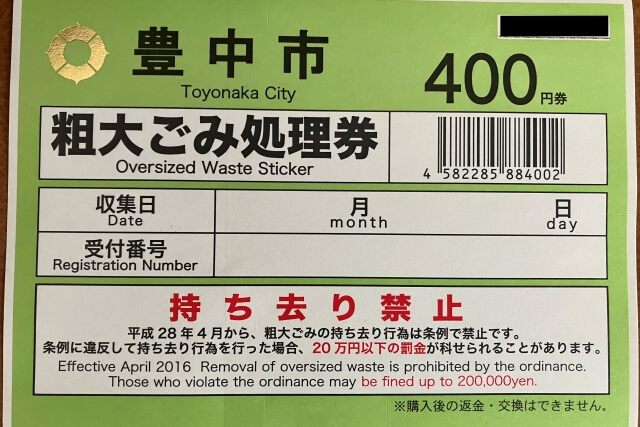 豊中市
Toyonaka City
400円券
粗大ごみ処理券
Oversized Waste Sticker
4 582285 884002
収集日
Date
月
month
日
day
受付番号
Registration Number
持ち去り禁止
平成28年4月から、粗大ごみの持ち去り行為は条例で禁止です。
条例に違反して持ち去り行為を行った場合、20万円以下の罰金が科せられることがあります。
Effective April 2016 Removal of oversized waste is prohibited by the ordinance.
Those who violate the ordinance may be fined up to 200,000yen.
※購入後の返金・交換はできません。